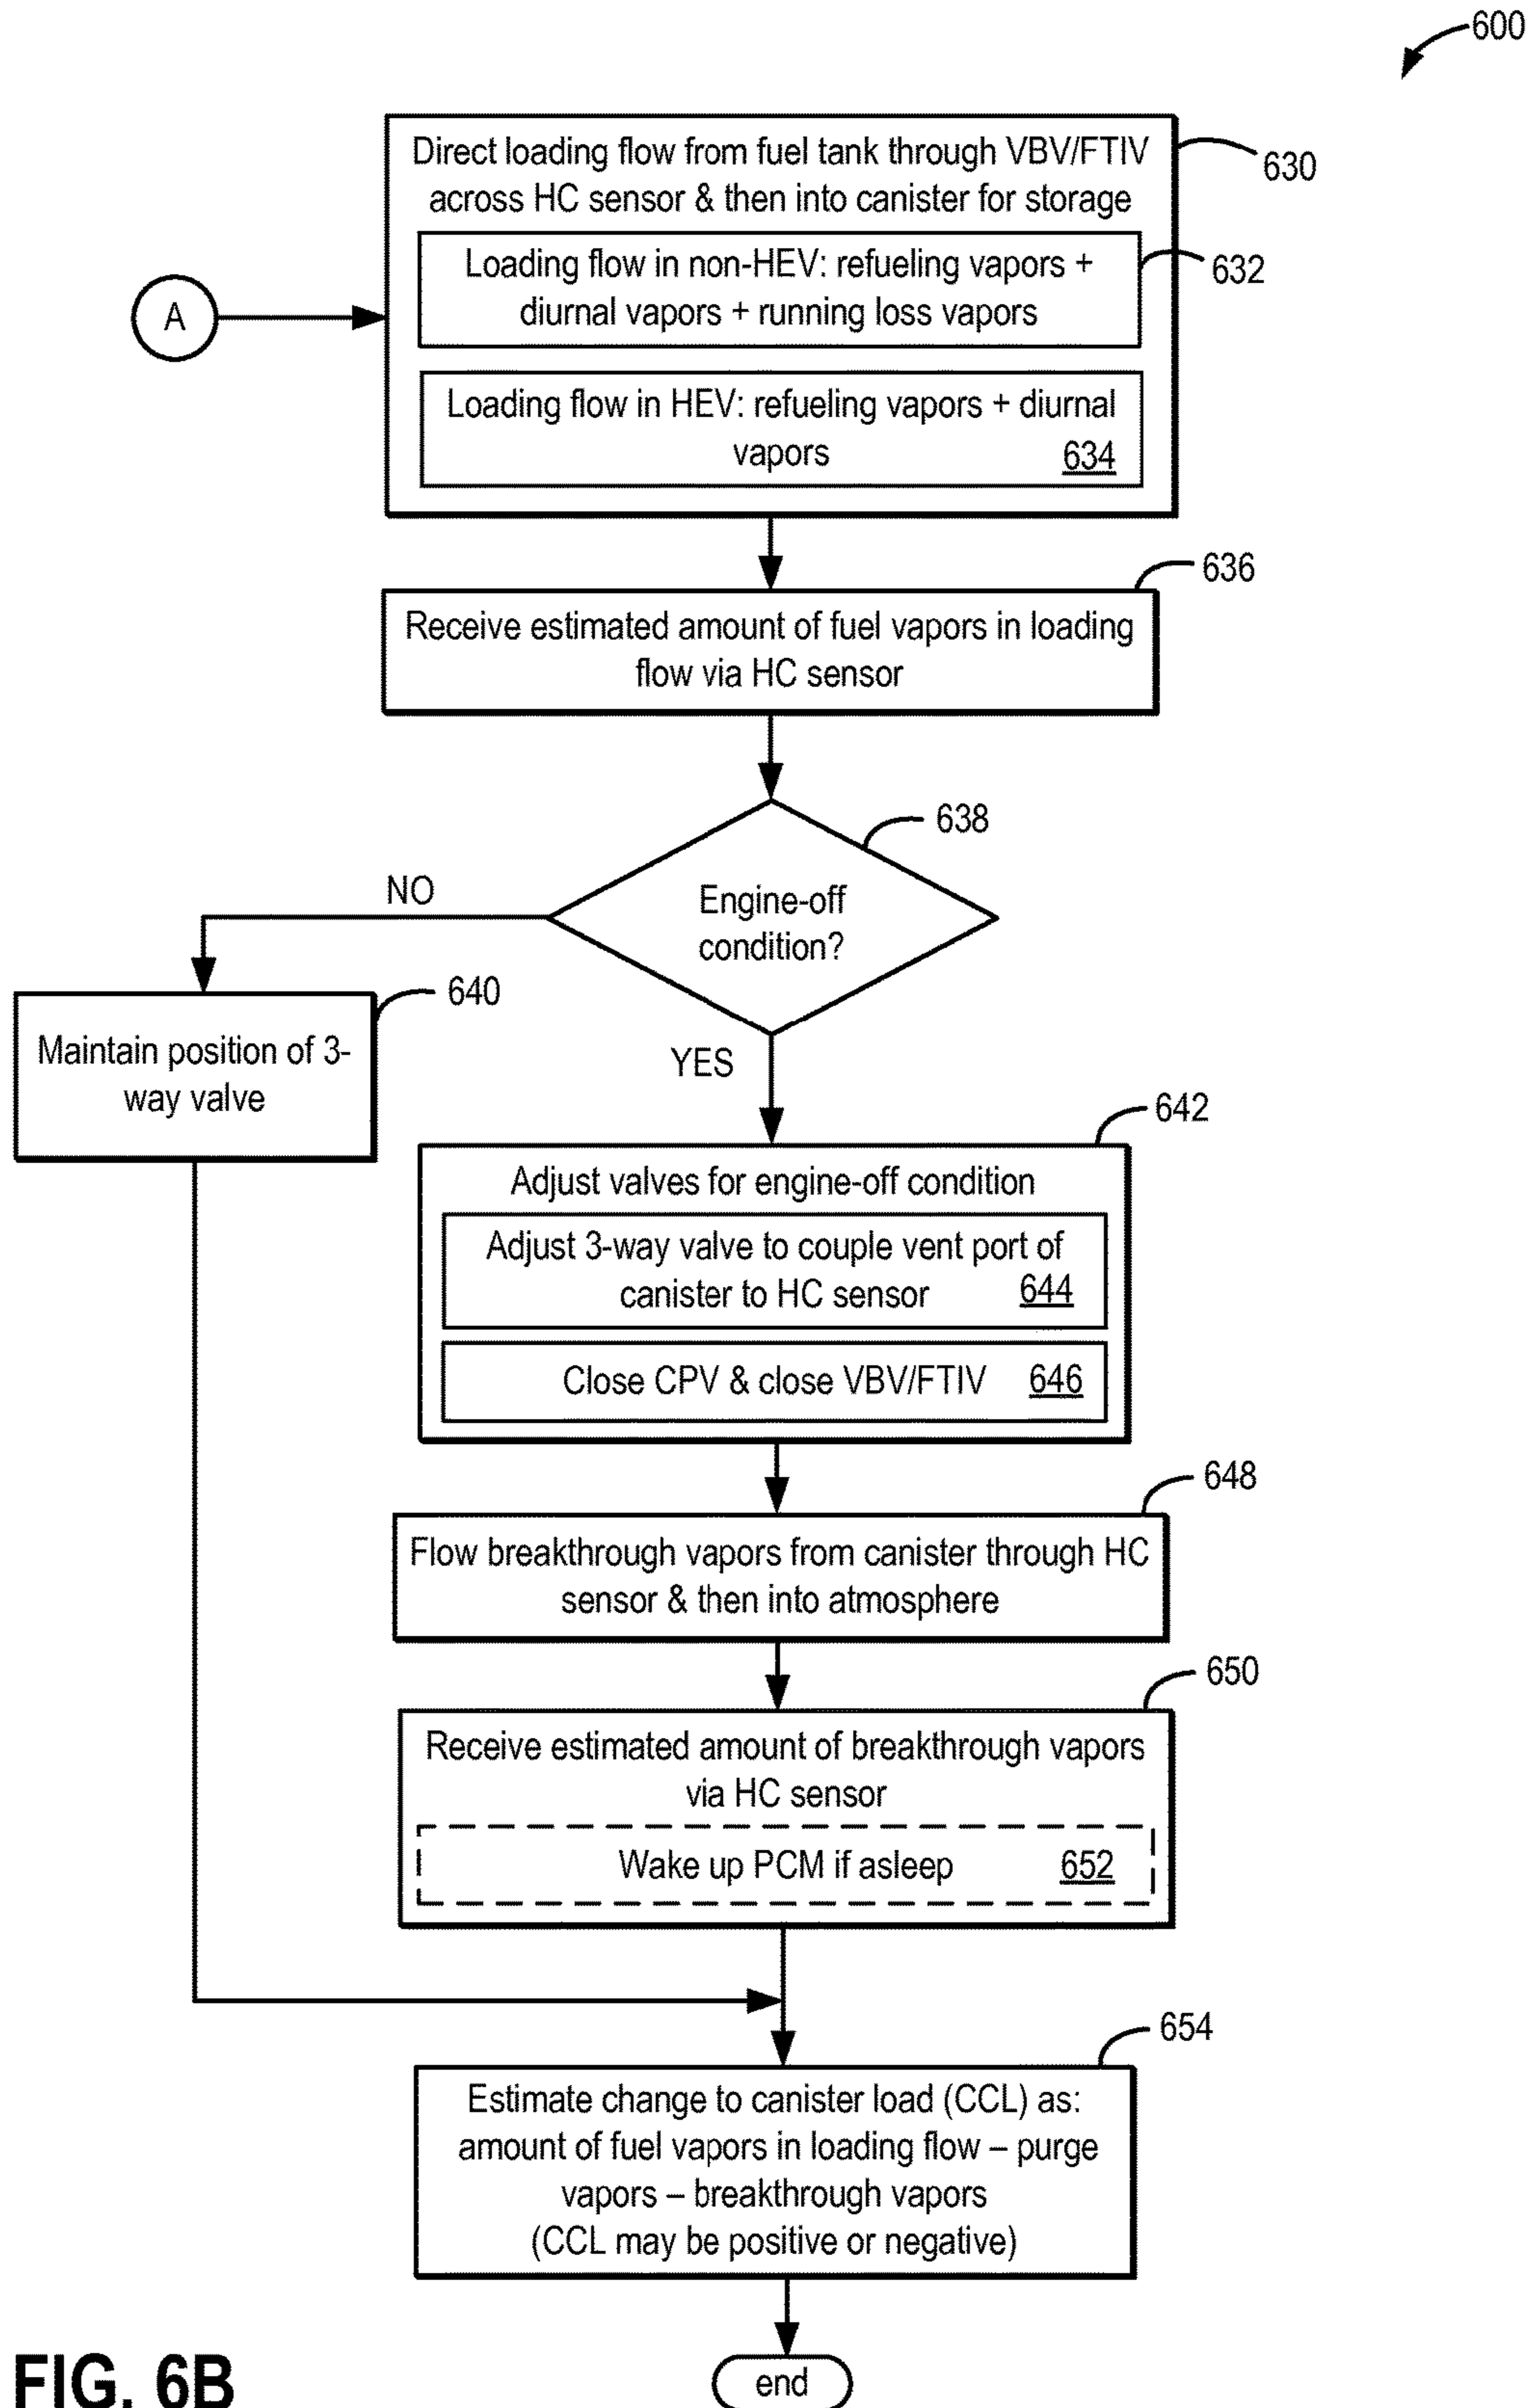 600
Direct loading flow from fuel tank through VBV/FTIV
across HC sensor & then into canister for storage
630
Loading flow in non-HEV: refueling vapors +
diurnal vapors + running loss vapors
632
A
Loading flow in HEV: refueling vapors + diurnal
vapors 634
636
Receive estimated amount of fuel vapors in loading
flow via HC sensor
638
Engine-off
condition?
NO
YES
640
Maintain position of 3-
way valve
642
Adjust valves for engine-off condition
Adjust 3-way valve to couple vent port of
canister to HC sensor 644
Close CPV & close VBV/FTIV 646
648
Flow breakthrough vapors from canister through HC
sensor & then into atmosphere
650
Receive estimated amount of breakthrough vapors
via HC sensor
Wake up PCM if asleep 652
654
Estimate change to canister load (CCL) as:
amount of fuel vapors in loading flow – purge
vapors – breakthrough vapors
(CCL may be positive or negative)
end
FIG. 6B